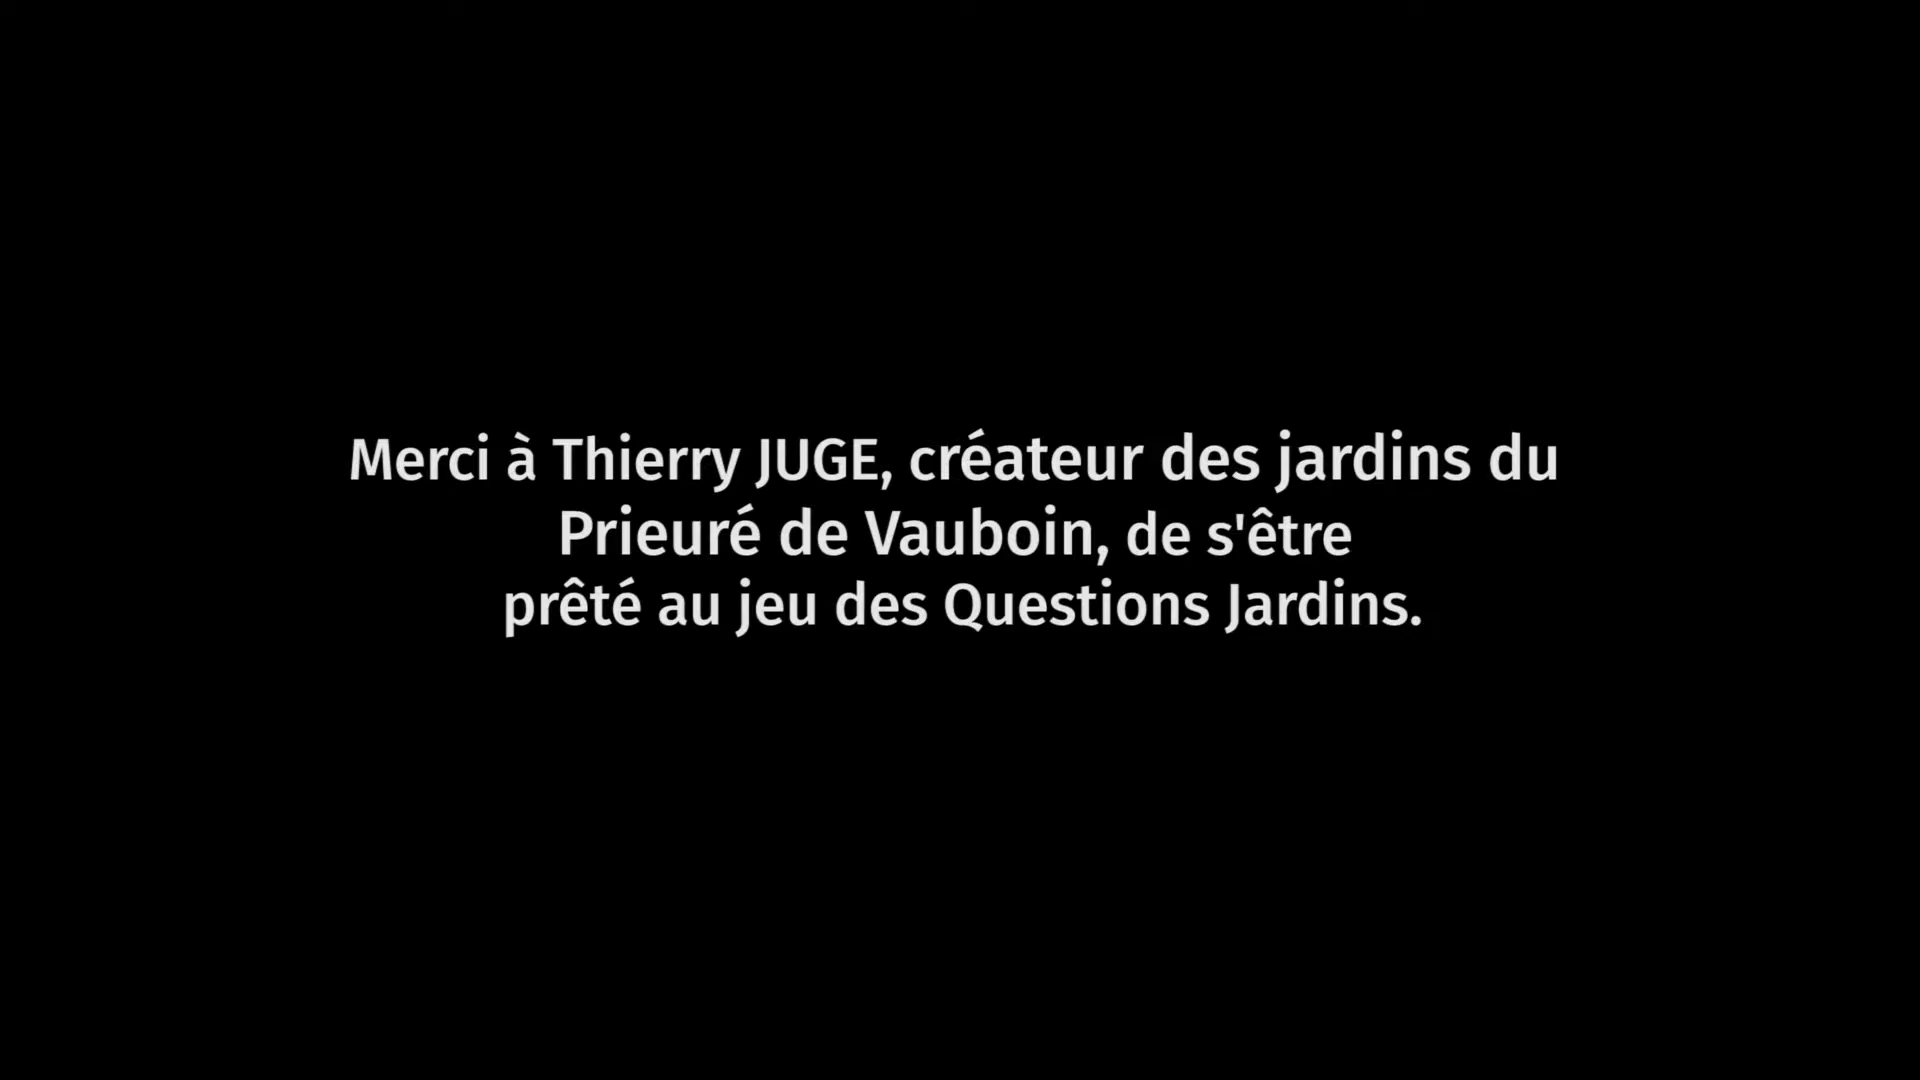 Merci à Thierry JUGE, créateur des jardins du
Prieuré de Vauboin, de s'être
prêté au jeu des Questions Jardins.